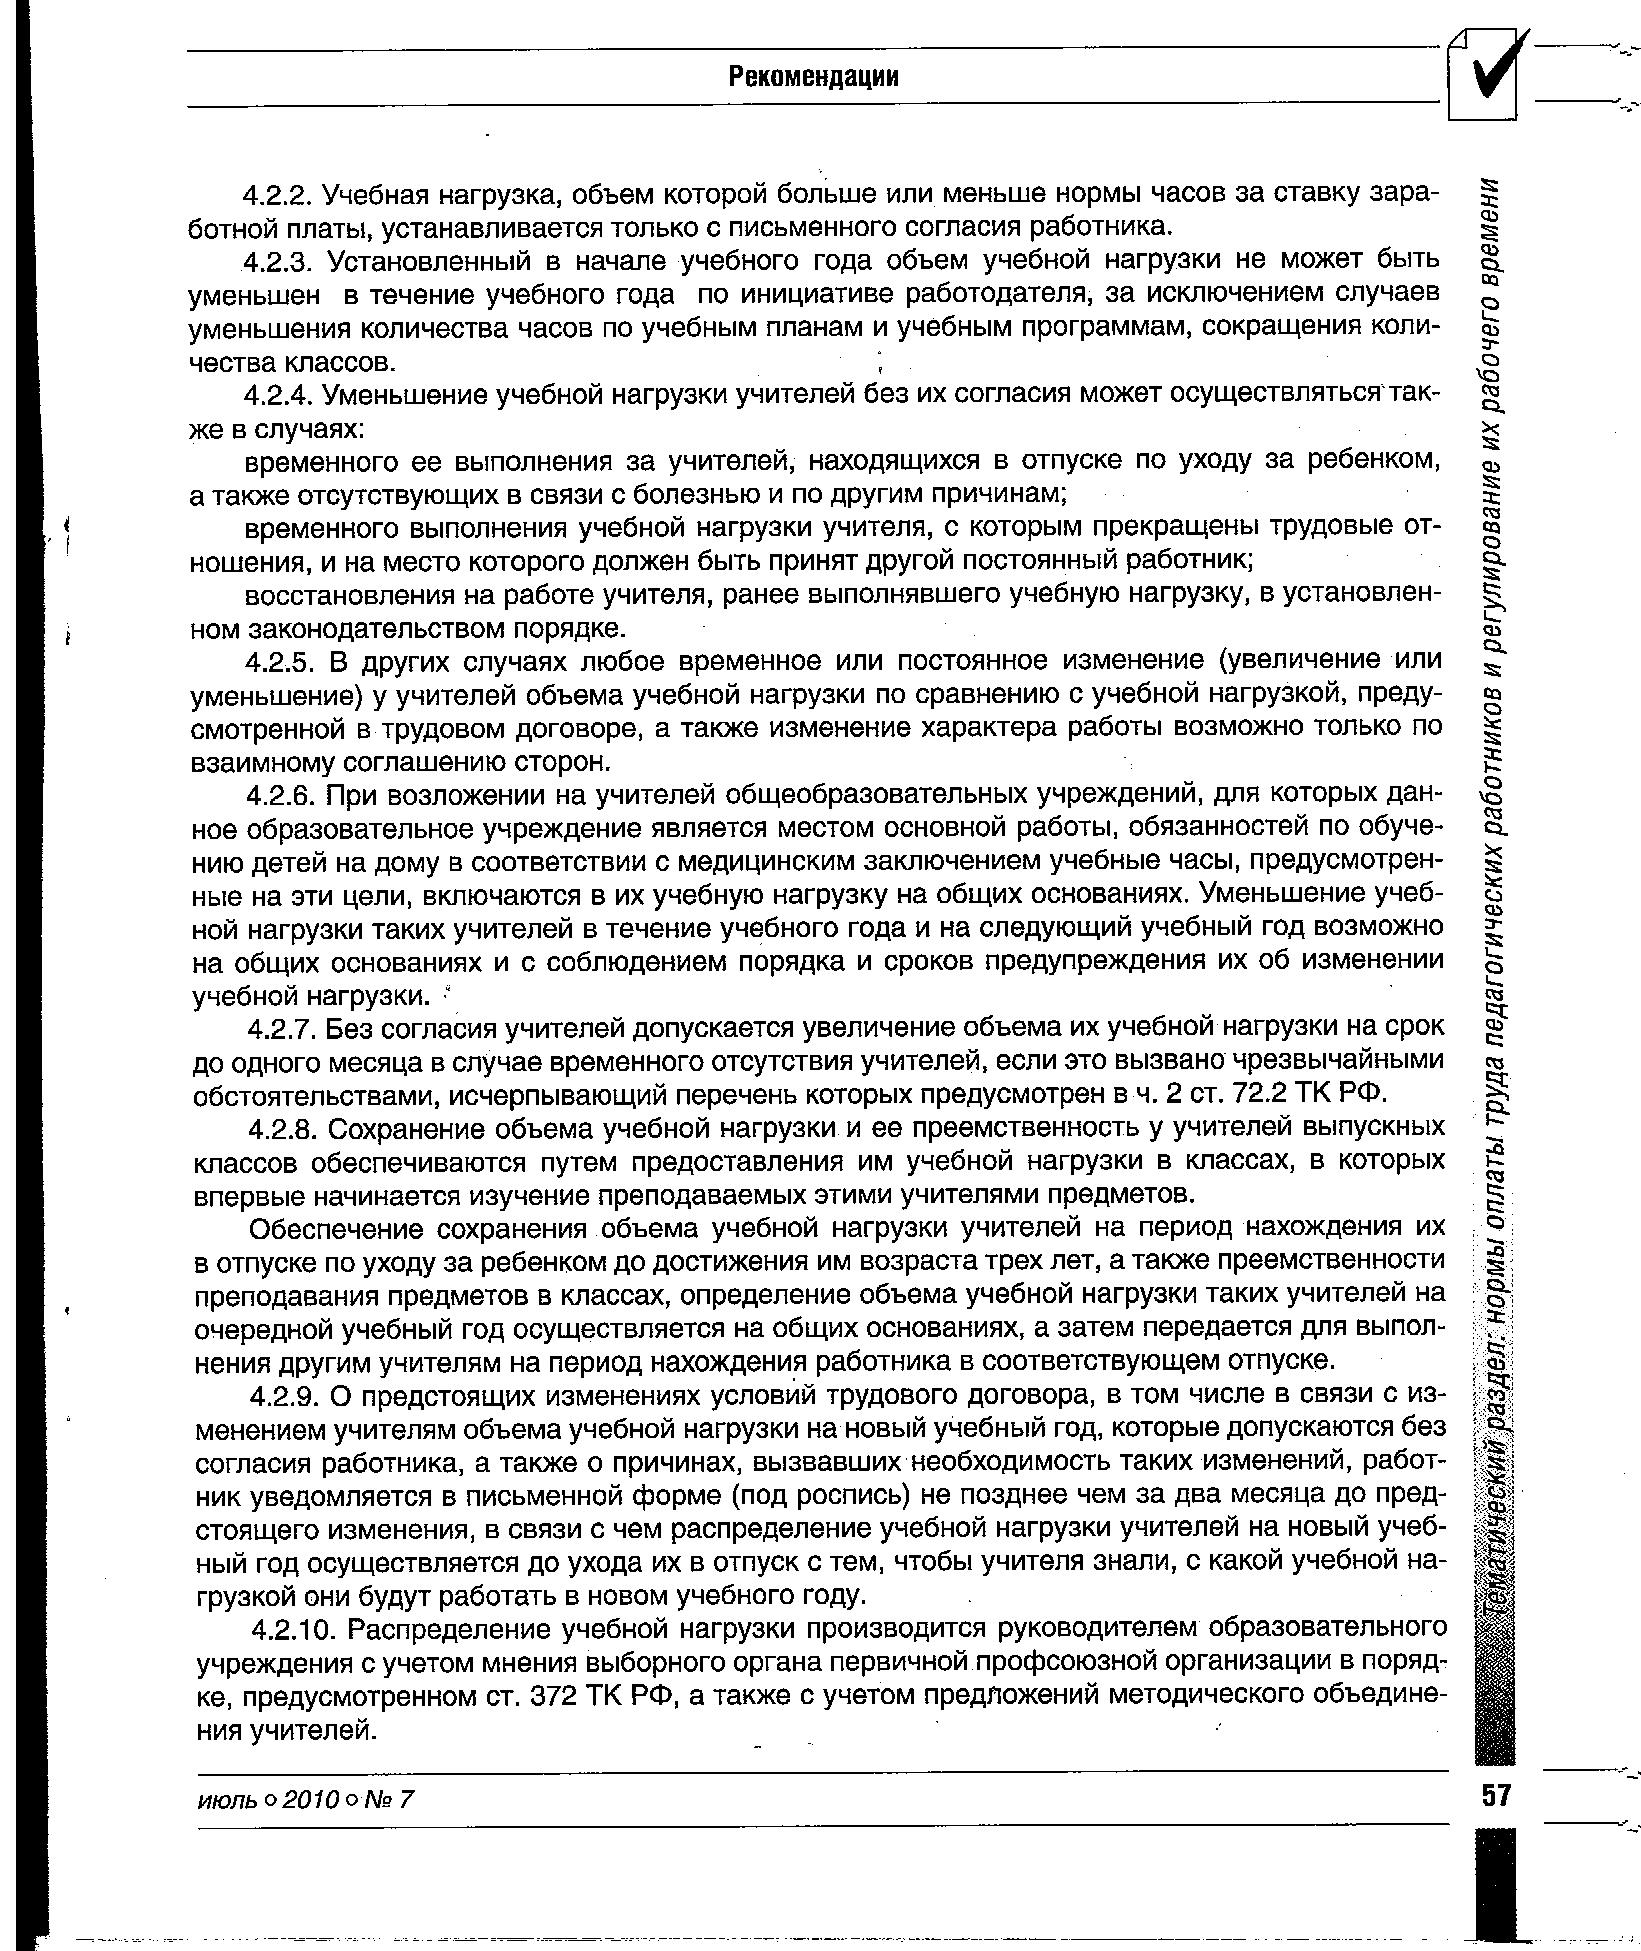 Рекомендации
4.2.2. Учебная нагрузка, объем которой больше или меньше нормы часов за ставку зара-
ботной платы, устанавливается только с письменного согласия работника.
4.2.3. Установленный в начале учебного года объем учебной нагрузки не может быть
уменьшен в течение учебного года по инициативе работодателя, за исключением случаев
уменьшения количества часов по учебным планам и учебным программам, сокращения коли-
чества классов.
4.2.4. Уменьшение учебной нагрузки учителей без их согласия может осуществляться так-
же в случаях:
временного ее выполнения за учителей, находящихся в отпуске по уходу за ребенком,
а также отсутствующих в связи с болезнью и по другим причинам;
временного выполнения учебной нагрузки учителя, с которым прекращены трудовые от-
ношения, и на место которого должен быть принят другой постоянный работник;
восстановления на работе учителя, ранее выполнявшего учебную нагрузку, в установлен-
ном законодательством порядке.
4.2.5. В других случаях любое временное или постоянное изменение (увеличение или
уменьшение) у учителей объема учебной нагрузки по сравнению с учебной нагрузкой, преду-
смотренной в трудовом договоре, а также изменение характера работы возможно только по
взаимному соглашению сторон.
4.2.6. При возложении на учителей общеобразовательных учреждений, для которых дан-
ное образовательное учреждение является местом основной работы, обязанностей по обуче-
нию детей на дому в соответствии с медицинским заключением учебные часы, предусмотрен-
ные на эти цели, включаются в их учебную нагрузку на общих основаниях. Уменьшение учеб-
ной нагрузки таких учителей в течение учебного года и на следующий учебный год возможно
на общих основаниях и с соблюдением порядка и сроков предупреждения их об изменении
учебной нагрузки.
4.2.7. Без согласия учителей допускается увеличение объема их учебной нагрузки на срок
до одного месяца в случае временного отсутствия учителей, если это вызвано чрезвычайными
обстоятельствами, исчерпывающий перечень которых предусмотрен в ч. 2 ст. 72.2 ТК РФ.
4.2.8. Сохранение объема учебной нагрузки и ее преемственность у учителей выпускных
классов обеспечиваются путем предоставления им учебной нагрузки в классах, в которых
впервые начинается изучение преподаваемых этими учителями предметов.
Обеспечение сохранения объема учебной нагрузки учителей на период нахождения их
в отпуске по уходу за ребенком до достижения им возраста трех лет, а также преемственности
преподавания предметов в классах, определение объема учебной нагрузки таких учителей на
очередной учебный год осуществляется на общих основаниях, а затем передается для выпол-
нения другим учителям на период нахождения работника в соответствующем отпуске.
4.2.9. О предстоящих изменениях условий трудового договора, в том числе в связи с из-
менением учителям объема учебной нагрузки на новый учебный год, которые допускаются без
согласия работника, а также о причинах, вызвавших необходимость таких изменений, работ-
ник уведомляется в письменной форме (под роспись) не позднее чем за два месяца до пред-
стоящего изменения, в связи с чем распределение учебной нагрузки учителей на новый учеб-
ный год осуществляется до ухода их в отпуск с тем, чтобы учителя знали, с какой учебной на-
грузкой они будут работать в новом учебного году.
4.2.10. Распределение учебной нагрузки производится руководителем образовательного
учреждения с учетом мнения выборного органа первичной профсоюзной организации в поряд-
ке, предусмотренном ст. 372 ТК РФ, а также с учетом предложений методического объедине-
ния учителей.
Тематический раздел: нормы оплаты труда педагогических работников и регулирование их рабочего времени
июль о 2010 о № 7
57